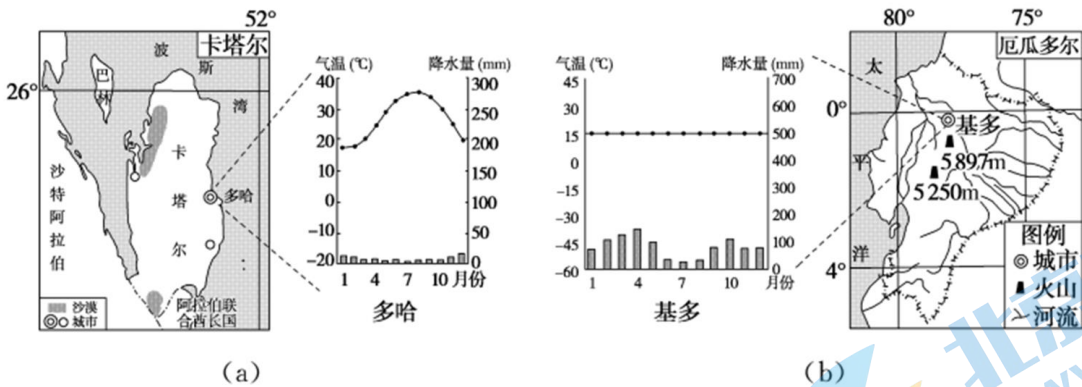 52°
卡塔尔
波
斯
湾
巴
林
26°
卡
塔
尔
多哈
沙
特
阿
拉
伯
沙漠
城市
阿拉伯联
合酋长国
气温 (℃)
降水量 (mm)
40
30
20
10
0
-10
-20
300
250
200
150
100
50
0
1 4 7 10 月份
多哈
(a)
气温 (℃)
降水量 (mm)
45
30
15
0
-15
-30
-45
-60
700
600
500
400
300
200
100
0
1 4 7 10 月份
基多
80° 75°
厄瓜多尔
太
平
洋
0°
基多
5 897m
5 250m
4°
图例
城市
火山
河流
(b)